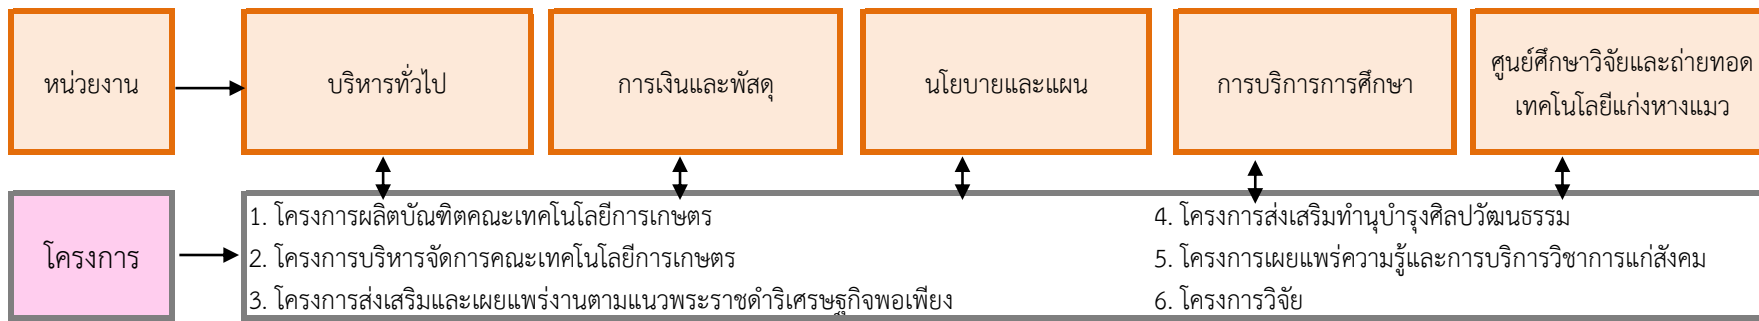 หน่วยงาน
บริหารทั่วไป
การเงินและพัสดุ
นโยบายและแผน
การบริการการศึกษา
ศูนย์ศึกษาวิจัยและถ่ายทอด
เทคโนโลยีแก่งหางแมว
โครงการ
1. โครงการผลิตบัณฑิตคณะเทคโนโลยีการเกษตร
2. โครงการบริหารจัดการคณะเทคโนโลยีการเกษตร
3. โครงการส่งเสริมและเผยแพร่งานตามแนวพระราชดำริเศรษฐกิจพอเพียง
4. โครงการส่งเสริมทำนุบำรุงศิลปวัฒนธรรม
5. โครงการเผยแพร่ความรู้และการบริการวิชาการแก่สังคม
6. โครงการวิจัย